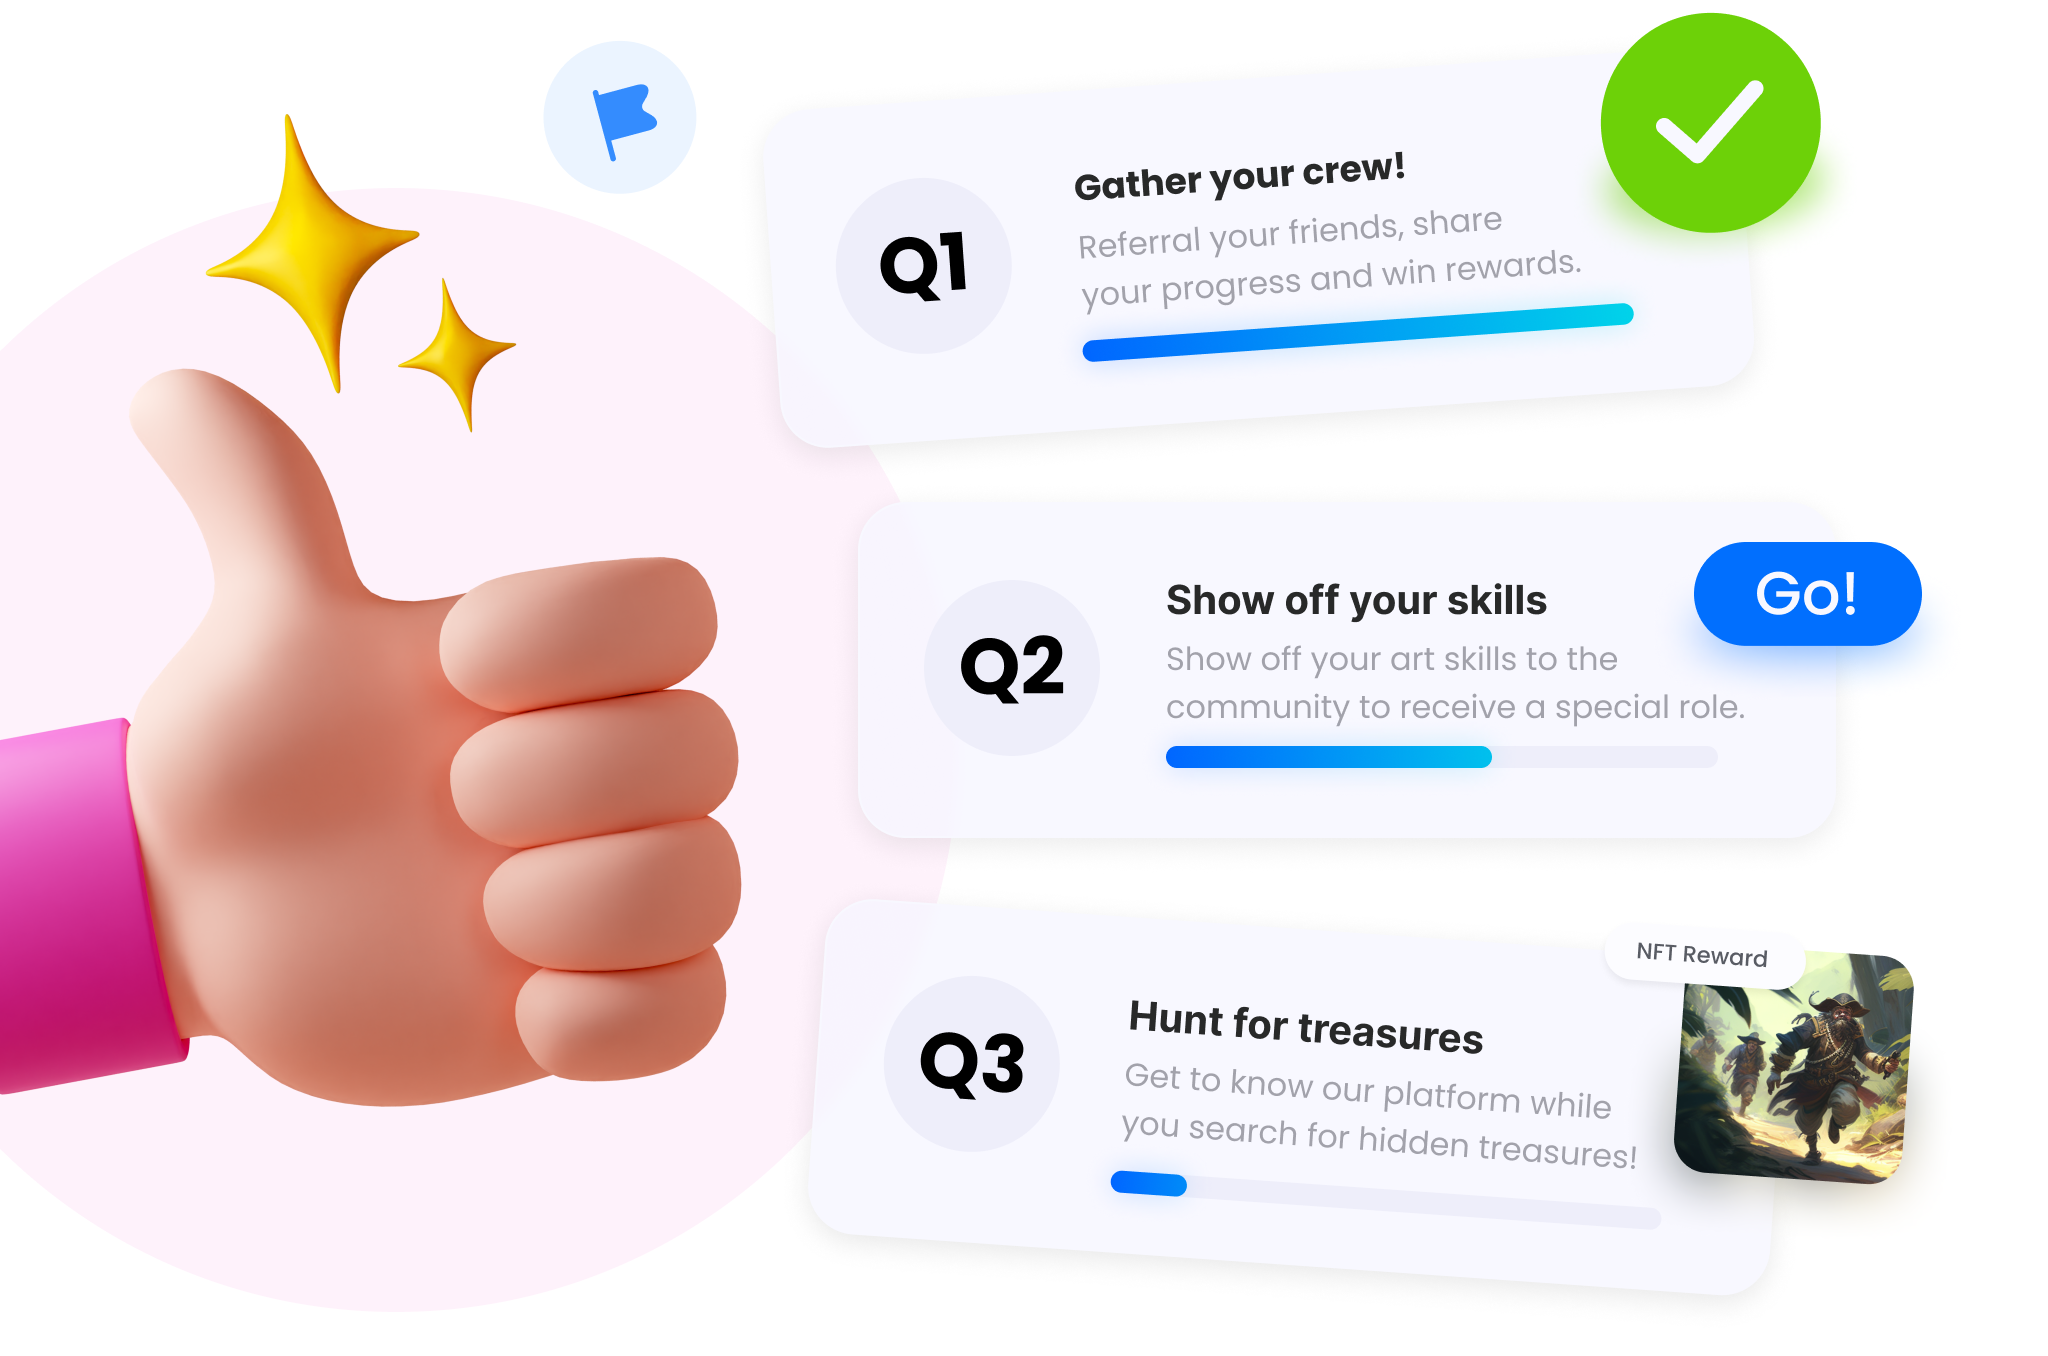 Q1
Gather your crew!
Referral your friends, share
your progress and win rewards.
Q2
Show off your skills
Show off your art skills to the
community to receive a special role.
Go!
Q3
Hunt for treasures
Get to know our platform while
you search for hidden treasures!
NFT Reward